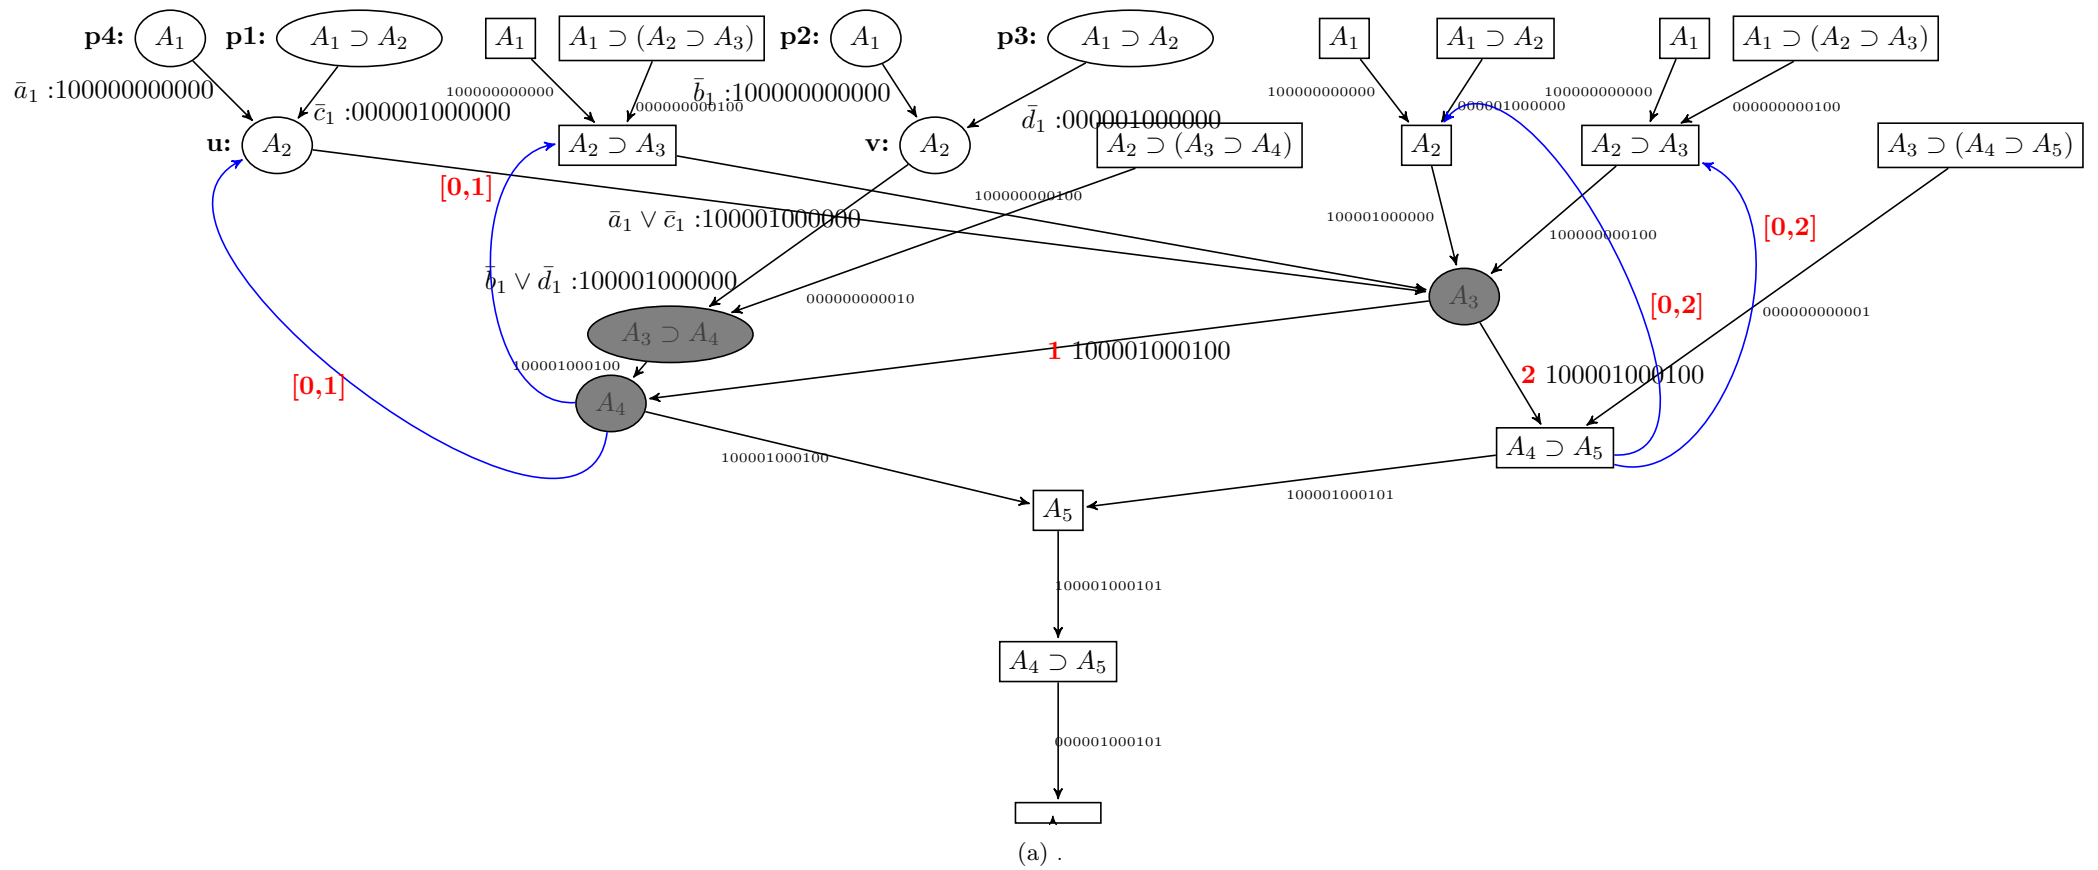 p4: A₁ p1: A₁ ⊃ A₂ A₁ A₁ ⊃ (A₂ ⊃ A₃) p2: A₁ p3: A₁ ⊃ A₂ A₁ A₁ ⊃ A₂ A₁ A₁ ⊃ (A₂ ⊃ A₃)
ā₁ :100000000000 c̄₁ :000001000000 100000000000 000000000100 b̄₁ :100000000000 d̄₁ :000001000000 100000000000 000001000000 100000000000 000000000100
u: A₂ A₂ ⊃ A₃ v: A₂ A₂ ⊃ (A₃ ⊃ A₄) A₂ A₂ ⊃ A₃ A₃ ⊃ (A₄ ⊃ A₅)
[0,1] 100000000100
ā₁ ∨ c̄₁ :100001000000 100001000000 100000000100 [0,2]
b̄₁ ∨ d̄₁ :100001000000 000000000010 A₃ [0,2] 000000000001
A₃ ⊃ A₄
100001000100 1 100001000100
[0,1] A₄ 2 100001000100
100001000100 A₄ ⊃ A₅
A₅ 100001000101
100001000101
A₄ ⊃ A₅
000001000101
(a) .